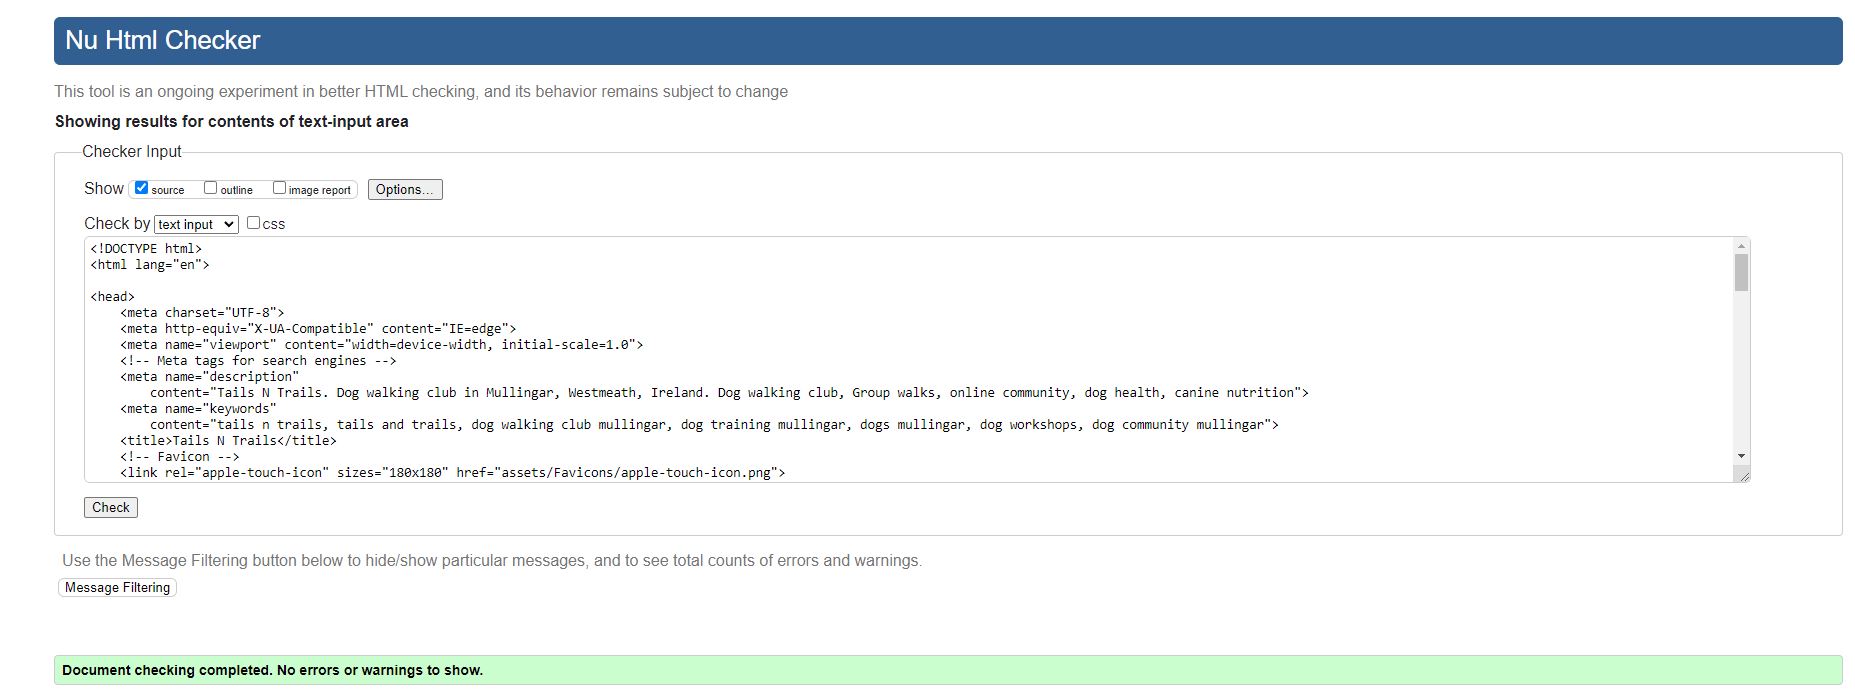 Nu Html Checker
This tool is an ongoing experiment in better HTML checking, and its behavior remains subject to change
Showing results for contents of text-input area
Checker Input
Show source outline image report Options...
Check by text input css
<!DOCTYPE html>
<html lang="en">
<head>
<meta charset="UTF-8">
<meta http-equiv="X-UA-Compatible" content="IE=edge">
<meta name="viewport" content="width=device-width, initial-scale=1.0">
<!-- Meta tags for search engines -->
<meta name="description"
content="Tails N Trails. Dog walking club in Mullingar, Westmeath, Ireland. Dog walking club, Group walks, online community, dog health, canine nutrition">
<meta name="keywords"
content="tails n trails, tails and trails, dog walking club mullingar, dog training mullingar, dogs mullingar, dog workshops, dog community mullingar">
<title>Tails N Trails</title>
<!-- Favicon -->
<link rel="apple-touch-icon" sizes="180x180" href="assets/Favicons/apple-touch-icon.png">
Check
Use the Message Filtering button below to hide/show particular messages, and to see total counts of errors and warnings.
Message Filtering
Document checking completed. No errors or warnings to show.